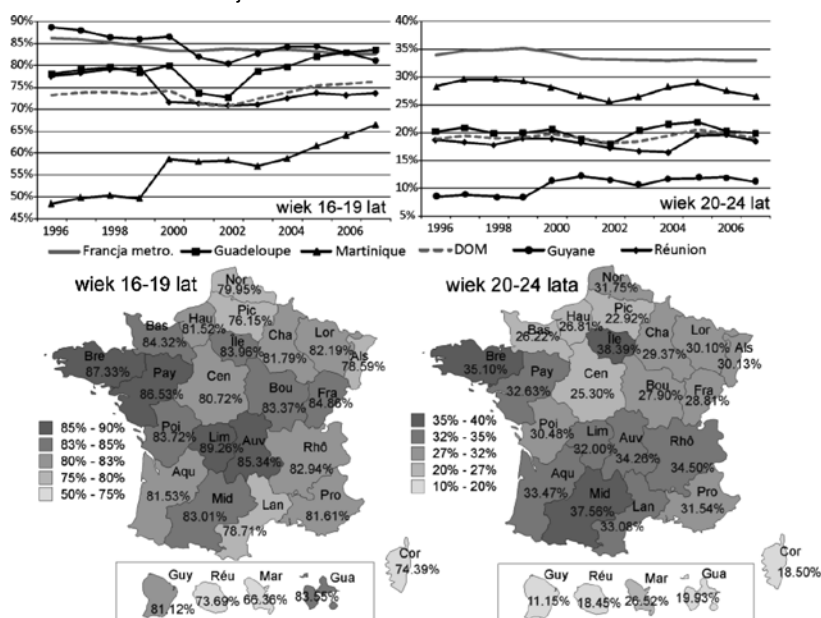 90%
85%
80%
75%
70%
65%
60%
55%
50%
45%
wiek 16-19 lat
1996 1998 2000 2002 2004 2006
40%
35%
30%
25%
20%
15%
10%
5%
wiek 20-24 lat
1996 1998 2000 2002 2004 2006
Francja metro. Guadeloupe Martinique DOM Guyane Réunion
wiek 16-19 lat
Nor
79.95%
Pic
76.15%
Hau
81.52%
Bas
84.32%
Île
83.96%
Cha
81.79%
Lor
82.19%
Als
78.59%
Bre
87.33%
Pay
86.53%
Cen
80.72%
Bou
83.37%
Fra
84.86%
Poi
83.72%
Lim
89.26%
Auv
85.34%
Rhô
82.94%
Aqu
81.53%
Mid
83.01%
Lan
78.71%
Pro
81.61%
Cor
74.39%
85% - 90%
83% - 85%
80% - 83%
75% - 80%
50% - 75%
Guy
81.12%
Réu
73.69%
Mar
66.36%
Gua
83.55%
wiek 20-24 lata
Nor
31.75%
Pic
22.92%
Hau
26.81%
Bas
26.22%
Île
38.39%
Cha
29.37%
Lor
30.10%
Als
30.13%
Bre
35.10%
Pay
32.63%
Cen
25.30%
Bou
27.90%
Fra
28.81%
Poi
30.48%
Lim
32.00%
Auv
34.26%
Rhô
34.50%
Aqu
33.47%
Mid
37.56%
Lan
33.08%
Pro
31.54%
Cor
18.50%
35% - 40%
32% - 35%
27% - 32%
20% - 27%
10% - 20%
Guy
11.15%
Réu
18.45%
Mar
26.52%
Gua
19.93%